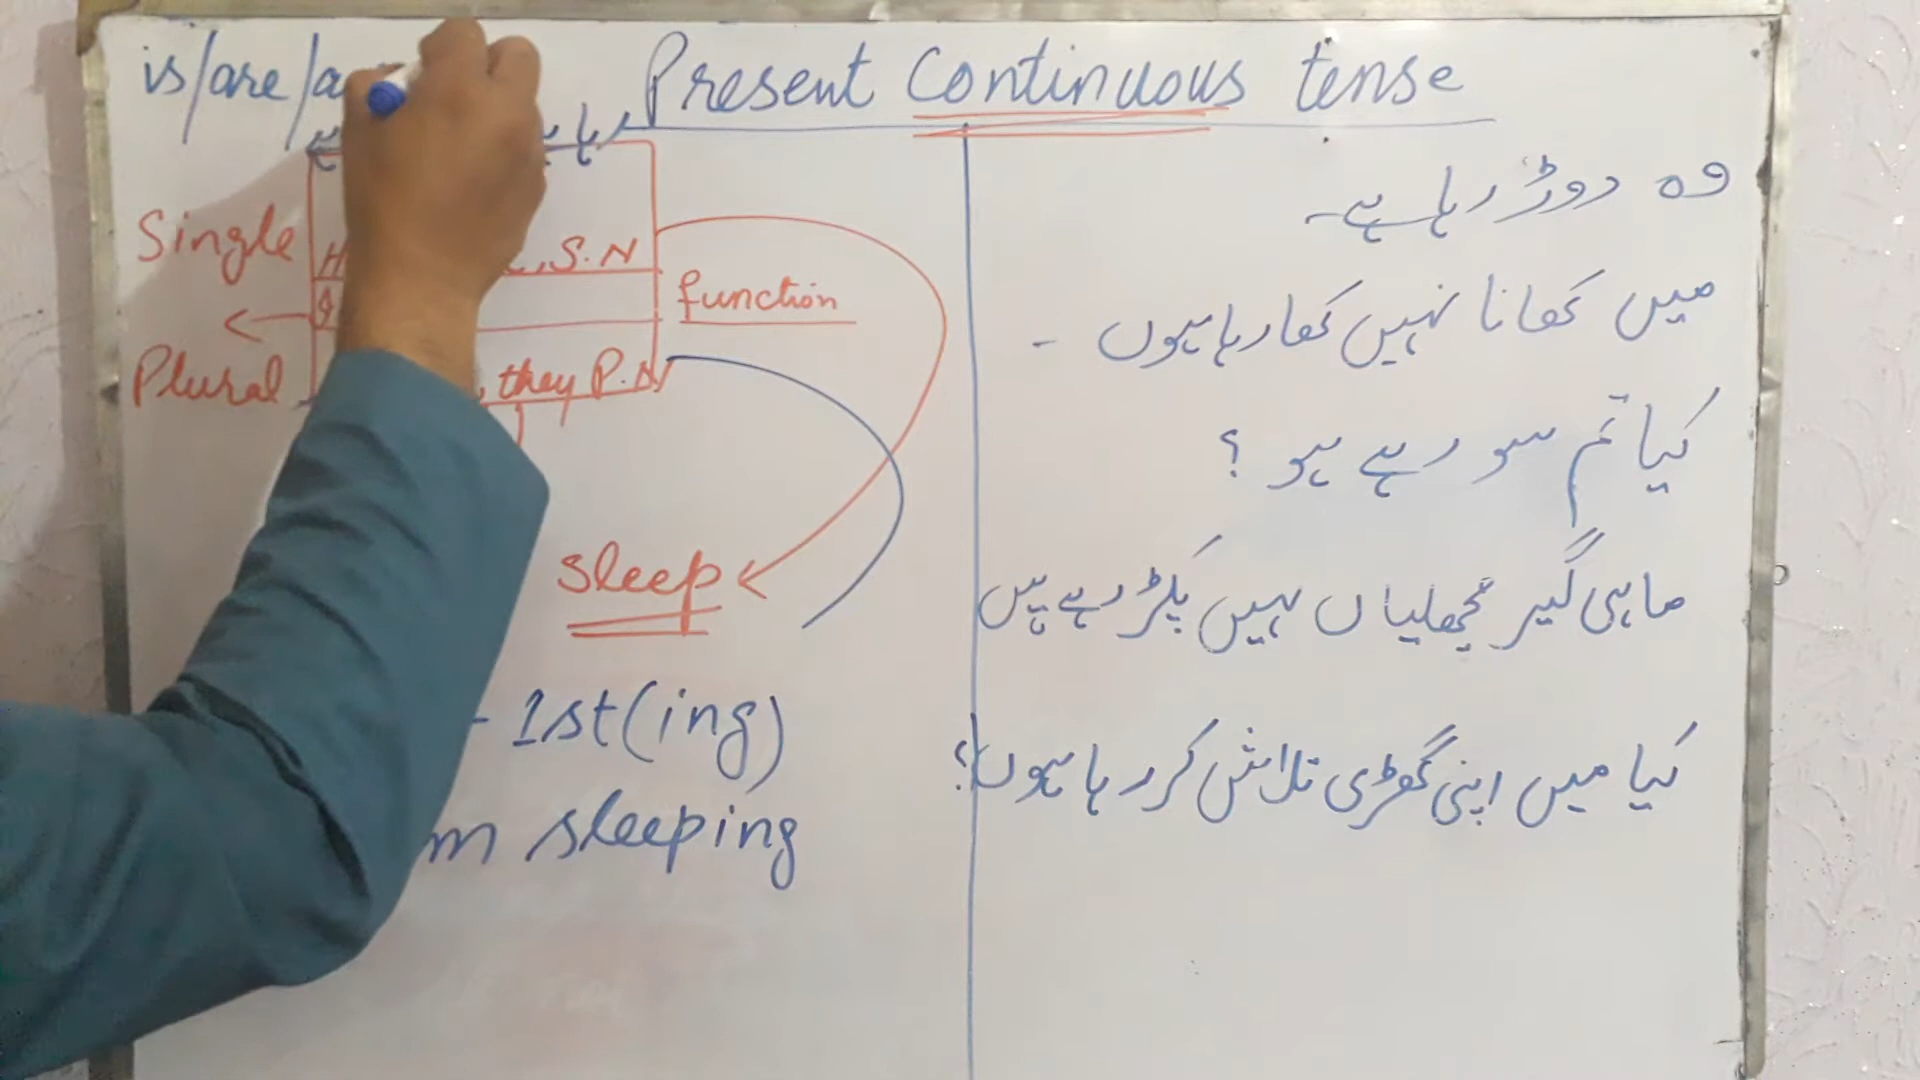 is/are/a
Present Continuous tense
رہا
Single
H , S.N
function
Plural
, they P.N
sleep
1st(ing)
m sleeping
وہ دوڑ رہا ہے۔
میں کھانا نہیں کھا رہا ہوں ۔
کیا تم سو رہے ہو ؟
ماہی گیر مچھلیاں نہیں پکڑ رہے ہیں
کیا میں اپنی گھڑی تلاش کر رہا ہوں؟